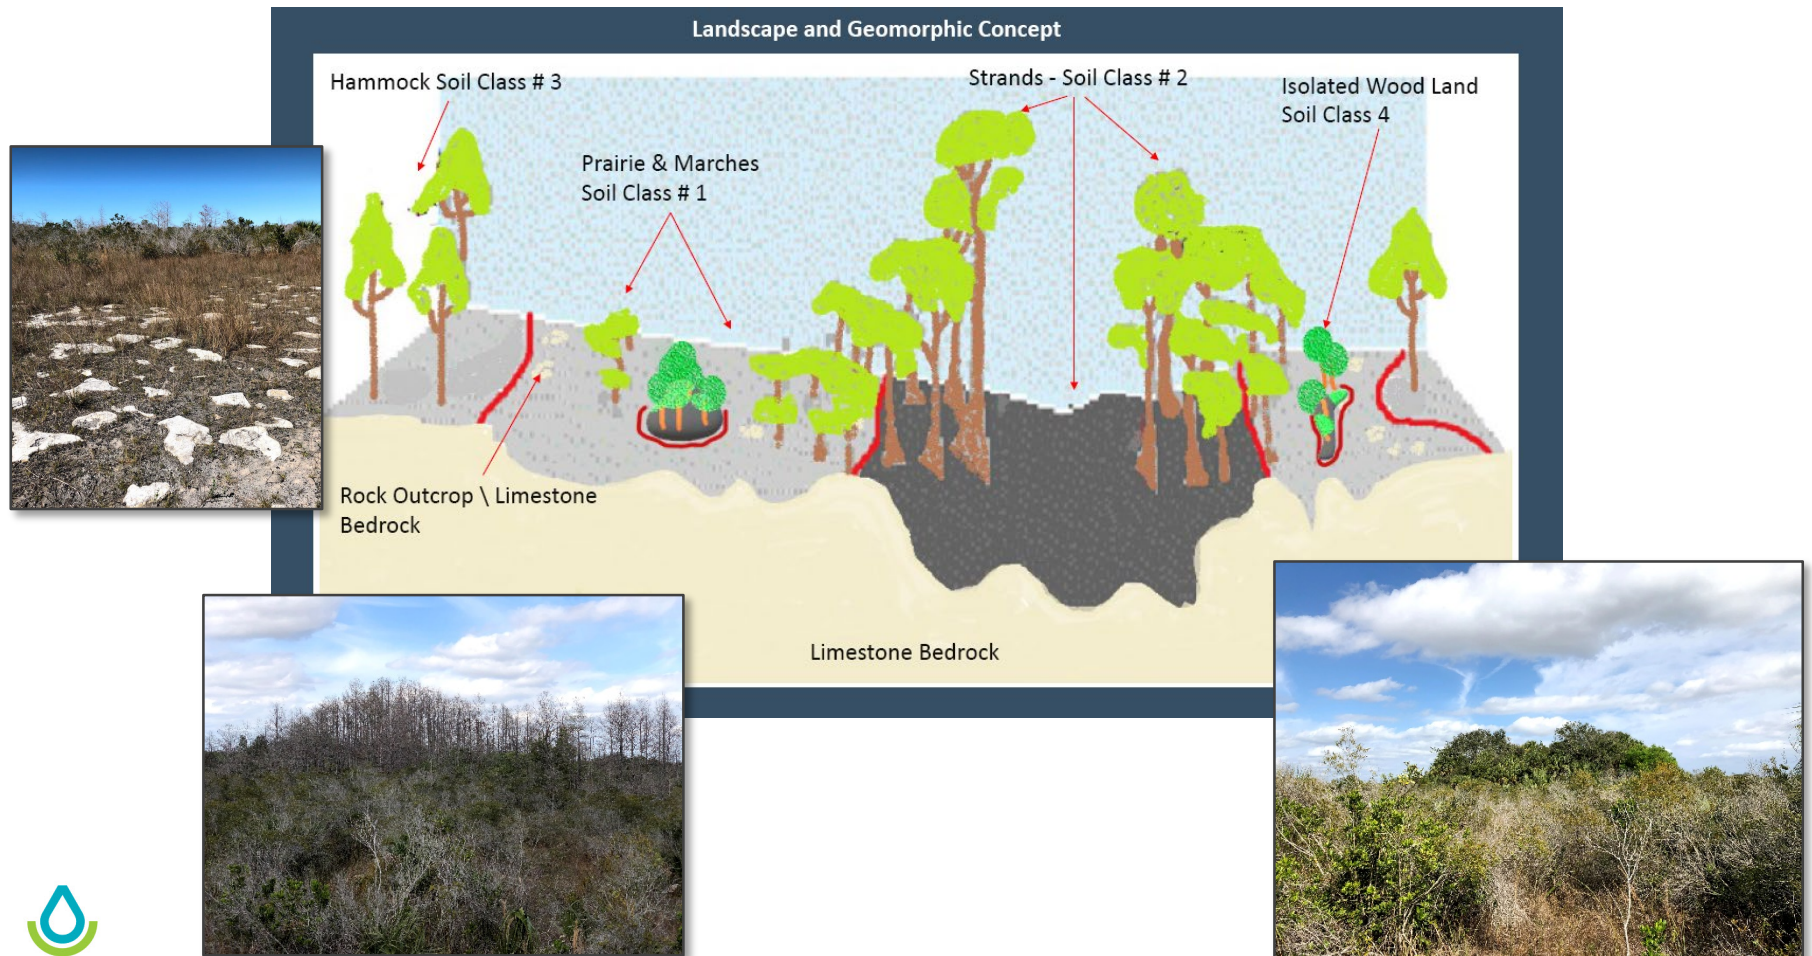 Landscape and Geomorphic Concept
Hammock Soil Class # 3
Strands - Soil Class # 2
Isolated Wood Land
Soil Class 4
Prairie & Marches
Soil Class # 1
Rock Outcrop \ Limestone
Bedrock
Limestone Bedrock